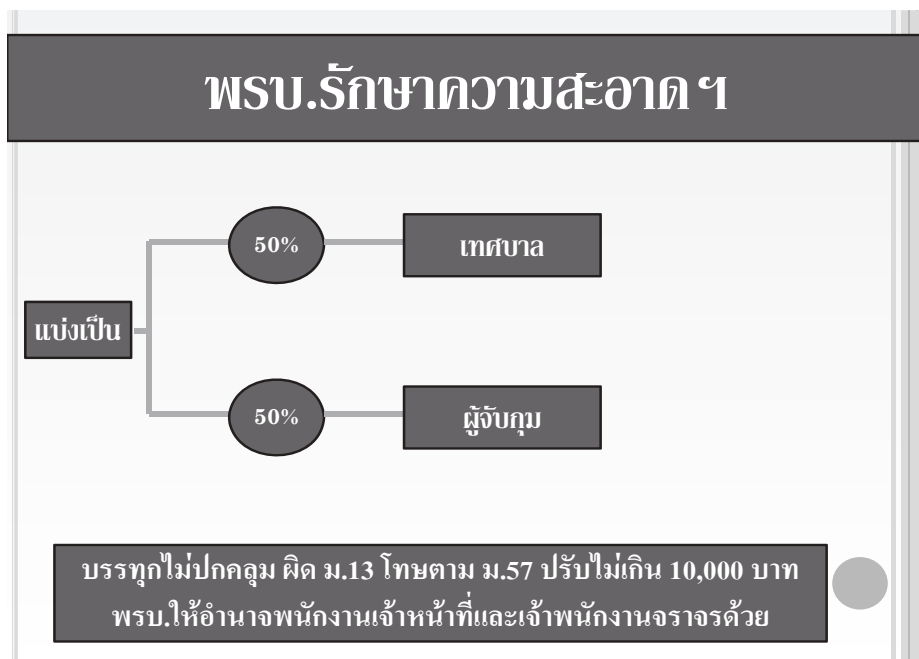 พรบ.รักษาความสะอาด ฯ
50%
เทศบาล
แบ่งเป็น
50%
ผู้จับกุม
บรรทุกไม่ปกคลุม ผิด ม.13 โทษตาม ม.57 ปรับไม่เกิน 10,000 บาท
พรบ.ให้อำนาจพนักงานเจ้าหน้าที่และเจ้าพนักงานจราจรด้วย